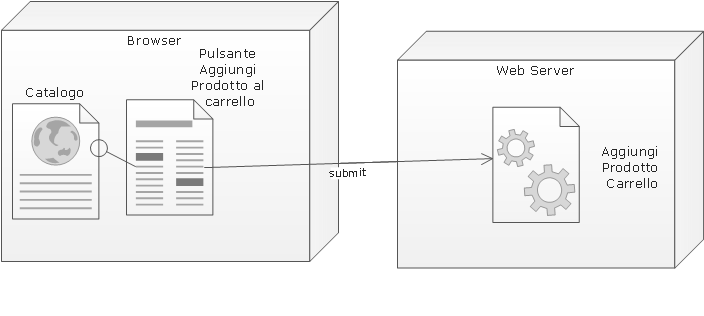 Browser
Pulsante
Aggiungi
Prodotto al
carrello
Catalogo
submit
Web Server
Aggiungi
Prodotto
Carrello